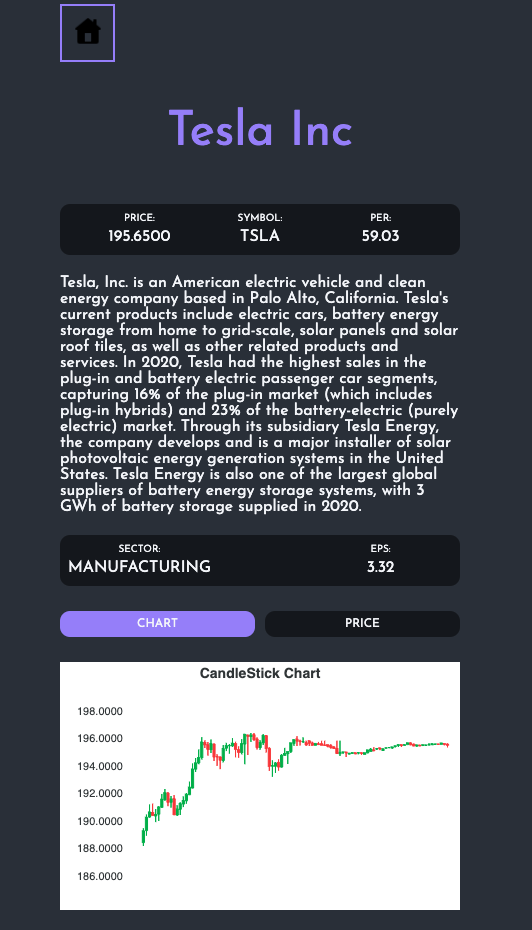 Tesla Inc
PRICE: SYMBOL: PER:
195.6500 TSLA 59.03
Tesla, Inc. is an American electric vehicle and clean
energy company based in Palo Alto, California. Tesla's
current products include electric cars, battery energy
storage from home to grid-scale, solar panels and solar
roof tiles, as well as other related products and
services. In 2020, Tesla had the highest sales in the
plug-in and battery electric passenger car segments,
capturing 16% of the plug-in market (which includes
plug-in hybrids) and 23% of the battery-electric (purely
electric) market. Through its subsidiary Tesla Energy,
the company develops and is a major installer of solar
photovoltaic energy generation systems in the United
States. Tesla Energy is also one of the largest global
suppliers of battery energy storage systems, with 3
GWh of battery storage supplied in 2020.
SECTOR: EPS:
MANUFACTURING 3.32
CHART PRICE
CandleStick Chart
198.0000
196.0000
194.0000
192.0000
190.0000
188.0000
186.0000